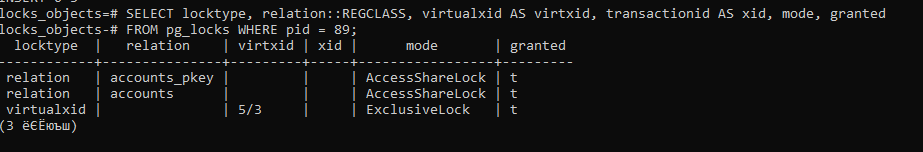 locks_objects=# SELECT locktype, relation::REGCLASS, virtualxid AS virtxid, transactionid AS xid, mode, granted
locks_objects-# FROM pg_locks WHERE pid = 89;
locktype | relation | virtxid | xid | mode | granted
------------+---------------+---------+-----+-----------------+---------
relation | accounts_pkey | | | AccessShareLock | t
relation | accounts | | | AccessShareLock | t
virtualxid | | 5/3 | | ExclusiveLock | t
(3 ёЄЁюъш)